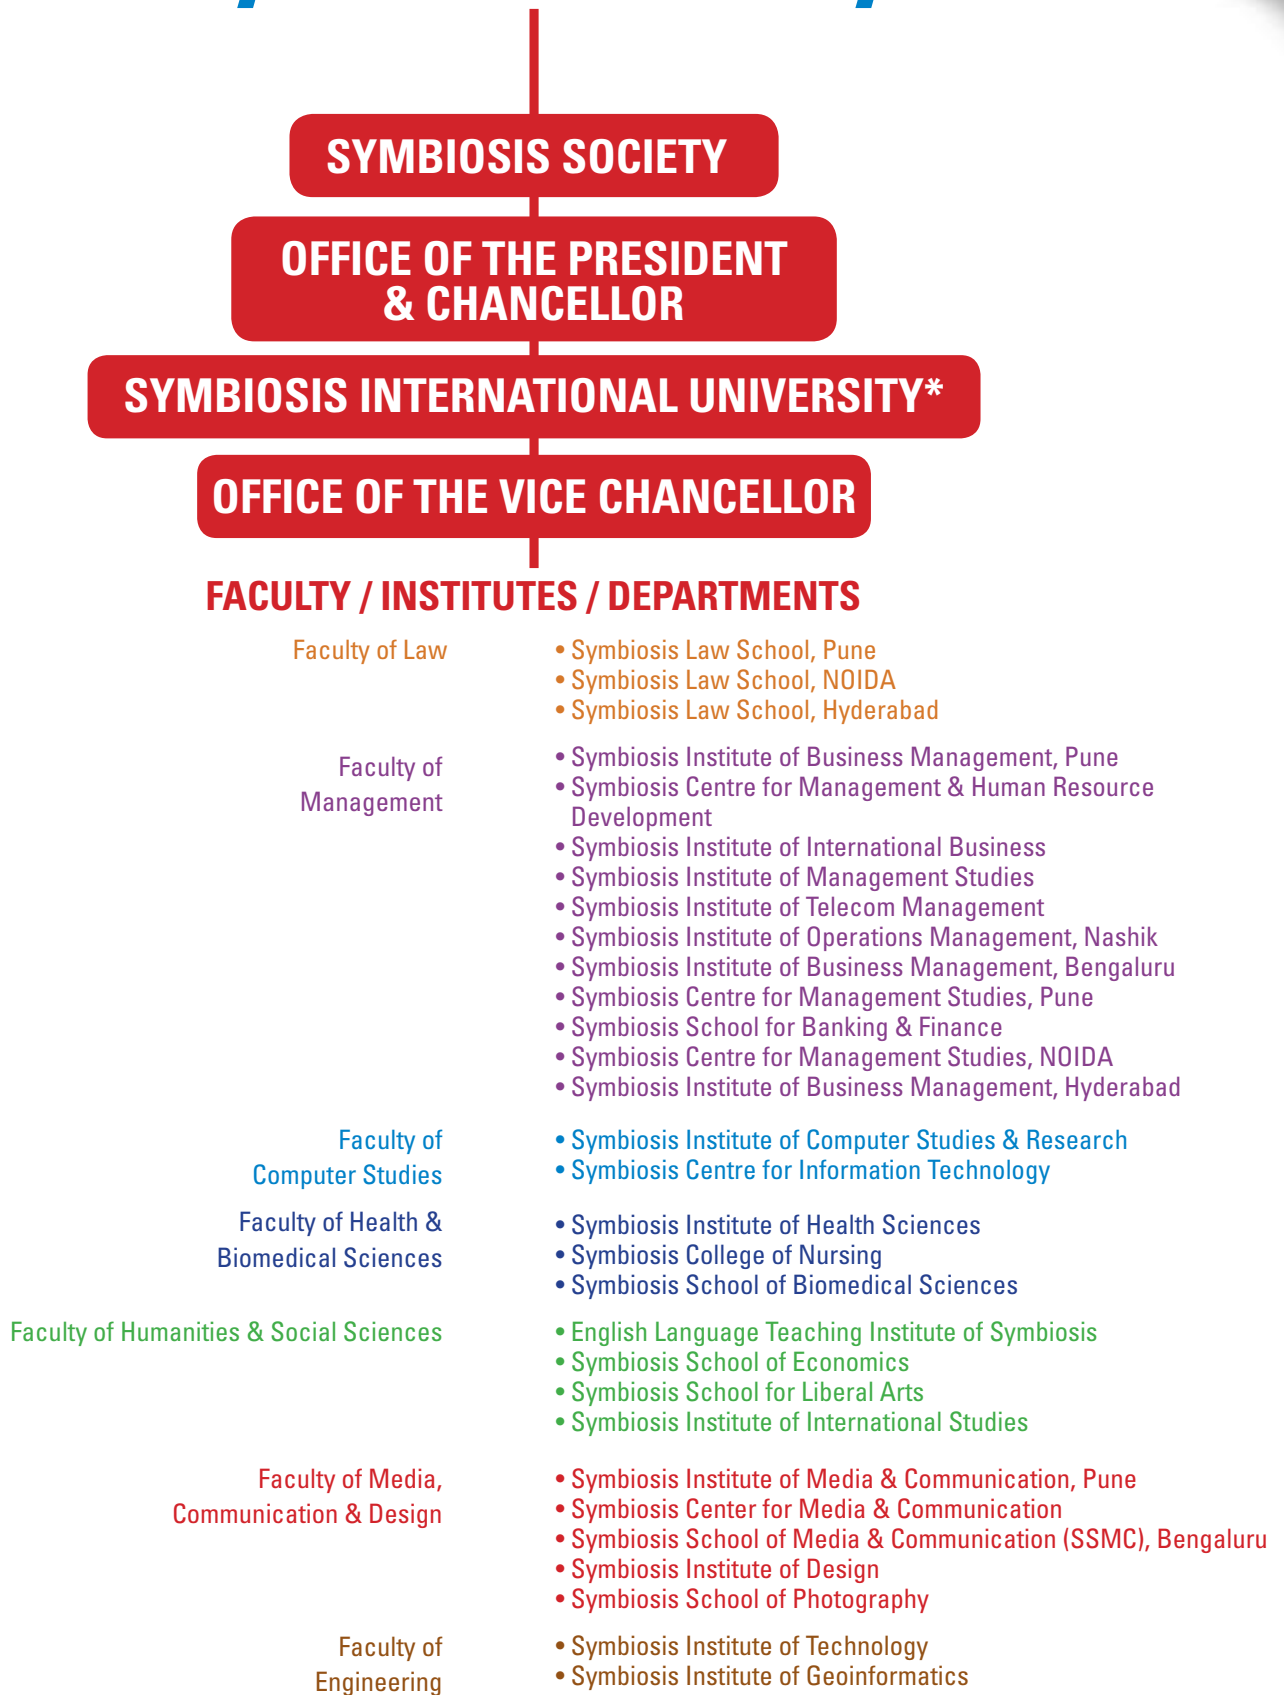 SYMBIOSIS SOCIETY
OFFICE OF THE PRESIDENT
& CHANCELLOR
SYMBIOSIS INTERNATIONAL UNIVERSITY*
OFFICE OF THE VICE CHANCELLOR
FACULTY / INSTITUTES / DEPARTMENTS
Faculty of Law
• Symbiosis Law School, Pune
• Symbiosis Law School, NOIDA
• Symbiosis Law School, Hyderabad
Faculty of
Management
• Symbiosis Institute of Business Management, Pune
• Symbiosis Centre for Management & Human Resource
Development
• Symbiosis Institute of International Business
• Symbiosis Institute of Management Studies
• Symbiosis Institute of Telecom Management
• Symbiosis Institute of Operations Management, Nashik
• Symbiosis Institute of Business Management, Bengaluru
• Symbiosis Centre for Management Studies, Pune
• Symbiosis School for Banking & Finance
• Symbiosis Centre for Management Studies, NOIDA
• Symbiosis Institute of Business Management, Hyderabad
Faculty of
Computer Studies
• Symbiosis Institute of Computer Studies & Research
• Symbiosis Centre for Information Technology
Faculty of Health &
Biomedical Sciences
• Symbiosis Institute of Health Sciences
• Symbiosis College of Nursing
• Symbiosis School of Biomedical Sciences
Faculty of Humanities & Social Sciences
• English Language Teaching Institute of Symbiosis
• Symbiosis School of Economics
• Symbiosis School for Liberal Arts
• Symbiosis Institute of International Studies
Faculty of Media,
Communication & Design
• Symbiosis Institute of Media & Communication, Pune
• Symbiosis Center for Media & Communication
• Symbiosis School of Media & Communication (SSMC), Bengaluru
• Symbiosis Institute of Design
• Symbiosis School of Photography
Faculty of
Engineering
• Symbiosis Institute of Technology
• Symbiosis Institute of Geoinformatics